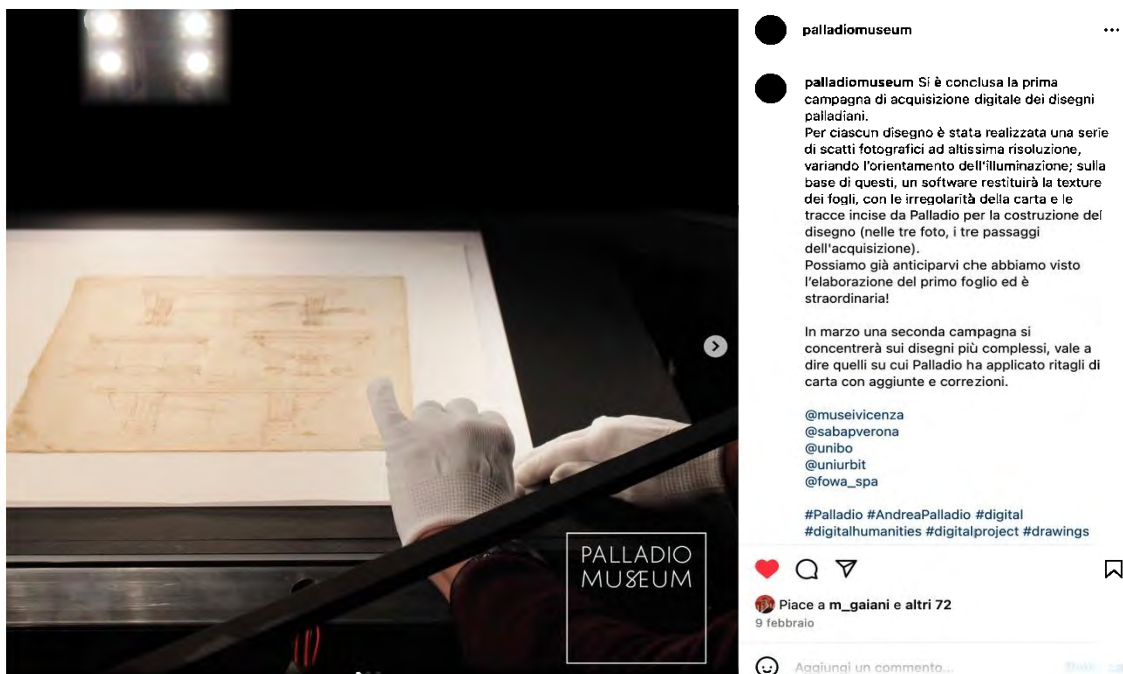 palladiomuseum
palladiomuseum Si è conclusa la prima
campagna di acquisizione digitale dei disegni
palladiani.
Per ciascun disegno è stata realizzata una serie
di scatti fotografici ad altissima risoluzione,
variando l'orientamento dell'illuminazione; sulla
base di questi, un software restituirà la texture
dei fogli, con le irregolarità della carta e le
tracce incise da Palladio per la costruzione del
disegno (nelle tre foto, i tre passaggi
dell'acquisizione).
Possiamo già anticiparvi che abbiamo visto
l'elaborazione del primo foglio ed è
straordinaria!
In marzo una seconda campagna si
concentrerà sui disegni più complessi, vale a
dire quelli su cui Palladio ha applicato ritagli di
carta con aggiunte e correzioni.
@museivicenza
@sabapverona
@unibo
@uniurbit
@fowa_spa
#Palladio #AndreaPalladio #digital
#digitalhumanities #digitalproject #drawings
PALLADIO
MUSEUM
Piace a m_gaiani e altri 72
9 febbraio
Aggiungi un commento...